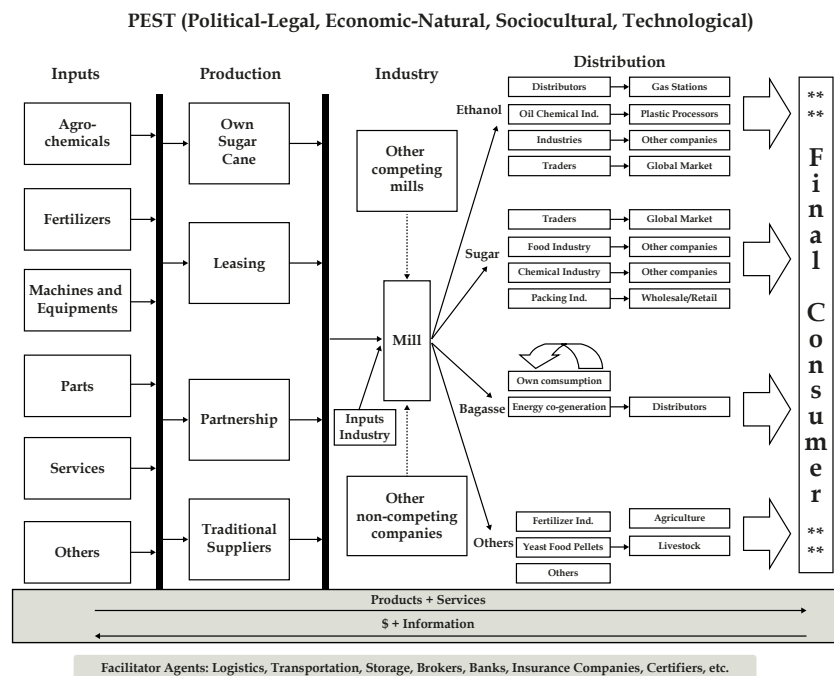 PEST (Political-Legal, Economic-Natural, Sociocultural, Technological)
Inputs
Production
Industry
Distribution
Agro-
chemicals
Fertilizers
Machines and
Equipments
Parts
Services
Others
Own
Sugar
Cane
Leasing
Partnership
Traditional
Suppliers
Other
competing
mills
Mill
Inputs
Industry
Other
non-competing
companies
Ethanol
Distributors
Gas Stations
Oil Chemical Ind.
Plastic Processors
Industries
Other companies
Traders
Global Market
Sugar
Traders
Global Market
Food Industry
Other companies
Chemical Industry
Other companies
Packing Ind.
Wholesale/Retail
Bagasse
Own comsumption
Energy co-generation
Distributors
Others
Fertilizer Ind.
Agriculture
Yeast Food Pellets
Livestock
Others
**
**
Final Consumer
**
**
Products + Services
$ + Information
Facilitator Agents: Logistics, Transportation, Storage, Brokers, Banks, Insurance Companies, Certifiers, etc.